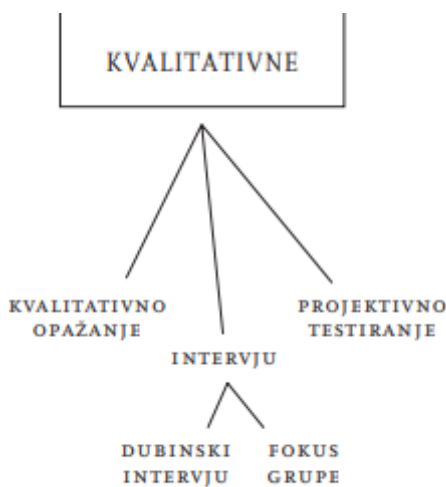 KVALITATIVNE
KVALITATIVNO
OPAŽANJE
PROJEKTIVNO
TESTIRANJE
INTERVJU
DUBINSKI
INTERVJU
FOKUS
GRUPE